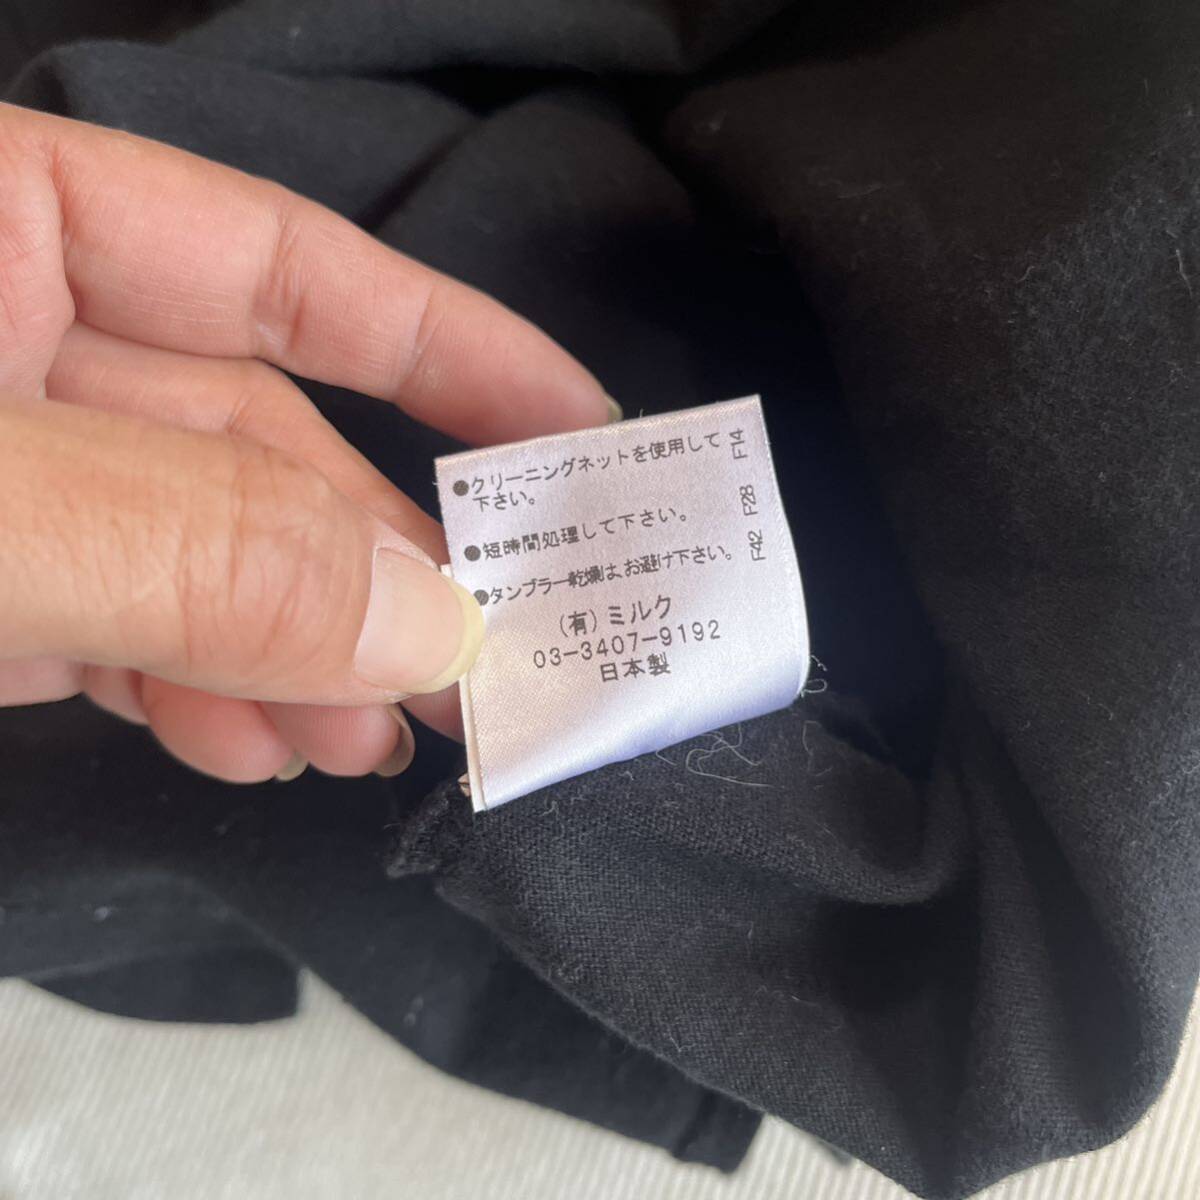 ●クリーニングネットを使用して
下さい。
●短時間処理して下さい。
●タンブラー乾燥は、お避け下さい。
(有)ミルク
03-3407-9192
日本製
F14
F28
F42